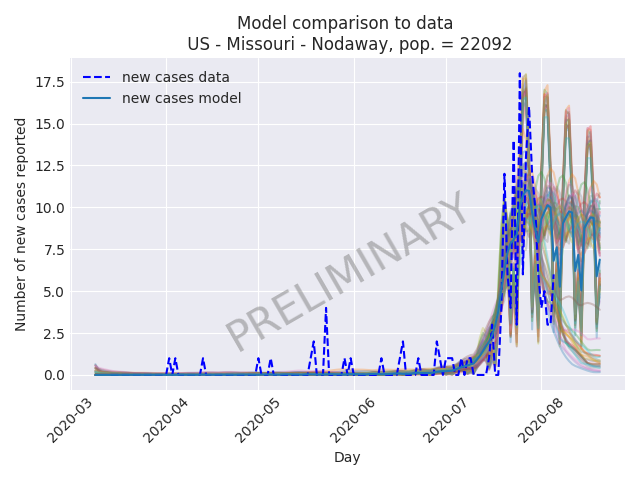 Model comparison to data
US - Missouri - Nodaway, pop. = 22092
new cases data
new cases model
PRELIMINARY
Number of new cases reported
17.5
15.0
12.5
10.0
7.5
5.0
2.5
0.0
2020-03
2020-04
2020-05
2020-06
2020-07
2020-08
Day